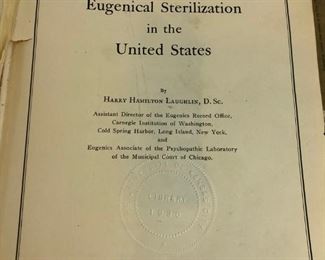 Eugenical Sterilization
in the
United States
By
Harry Hamilton Laughlin, D. Sc.
Assistant Director of the Eugenics Record Office,
Carnegie Institution of Washington,
Cold Spring Harbor, Long Island, New York,
and
Eugenics Associate of the Psychopathic Laboratory
of the Municipal Court of Chicago.
LIBRARY